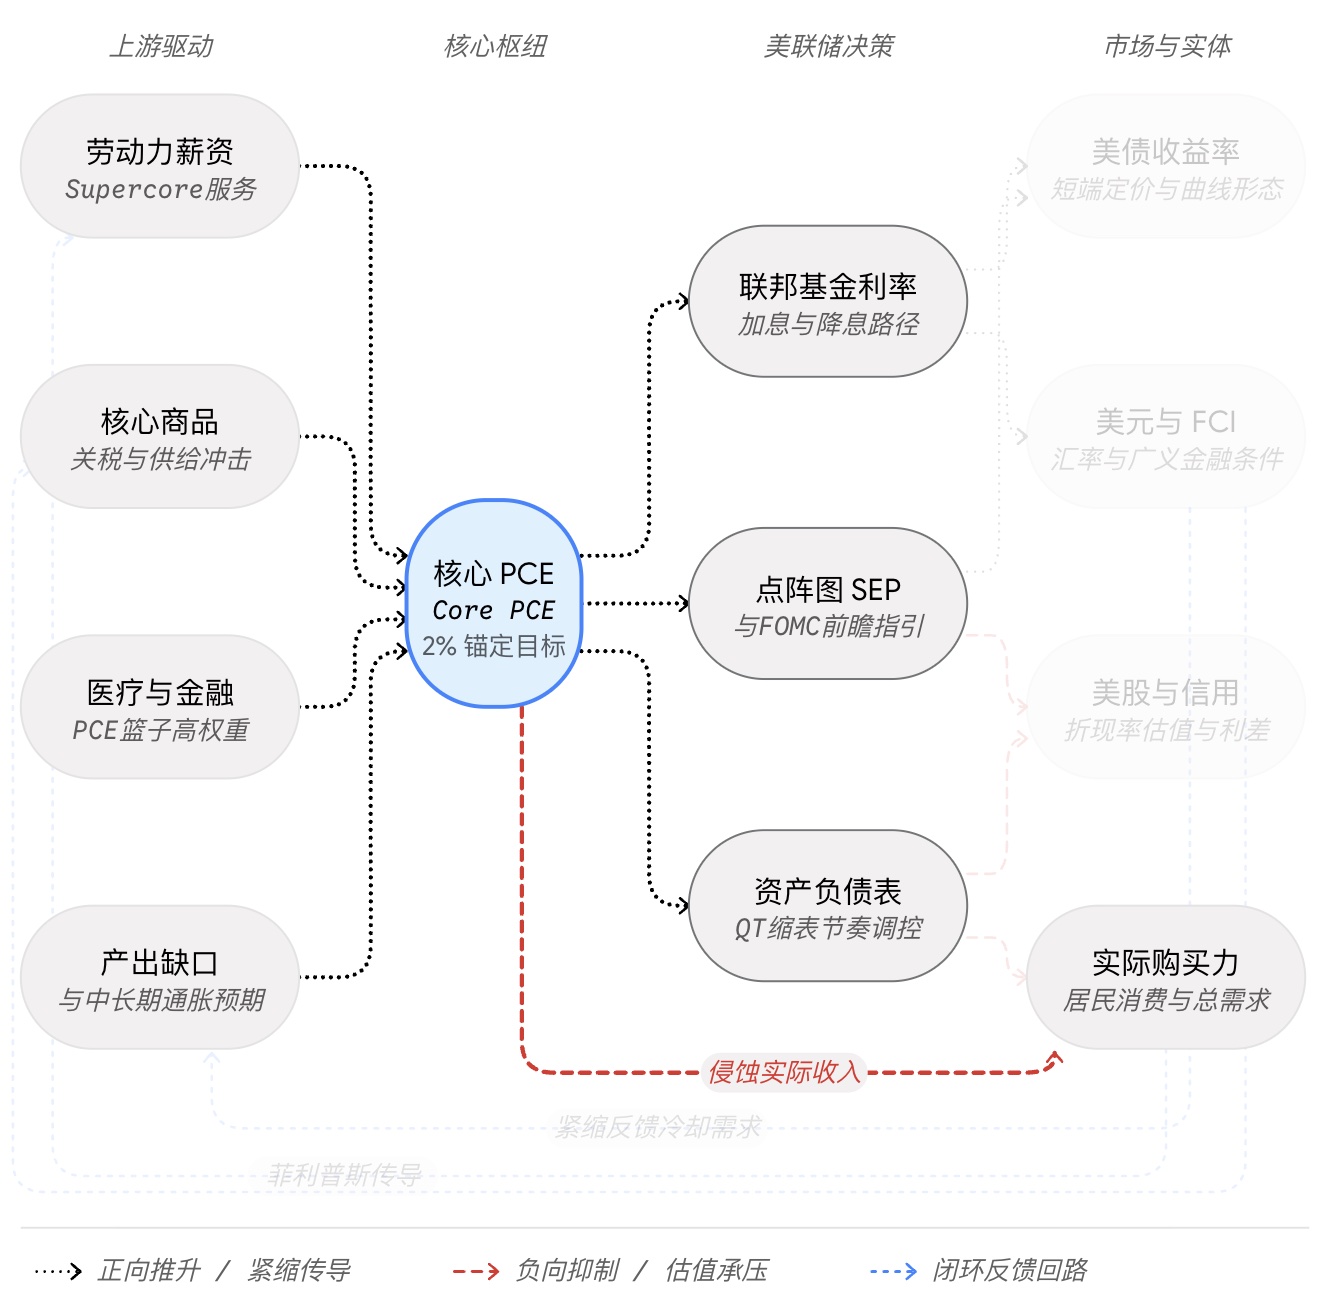 上游驱动
核心枢纽
美联储决策
市场与实体
劳动力薪资
Supercore服务
核心商品
关税与供给冲击
医疗与金融
PCE篮子高权重
产出缺口
与中长期通胀预期
核心 PCE
Core PCE
2% 锚定目标
联邦基金利率
加息与降息路径
点阵图 SEP
与FOMC前瞻指引
资产负债表
QT缩表节奏调控
美债收益率
短端定价与曲线形态
美元与 FCI
汇率与广义金融条件
美股与信用
折现率估值与利差
实际购买力
居民消费与总需求
侵蚀实际收入
紧缩反馈冷却需求
菲利普斯传导
正向推升 / 紧缩传导
负向抑制 / 估值承压
闭环反馈回路